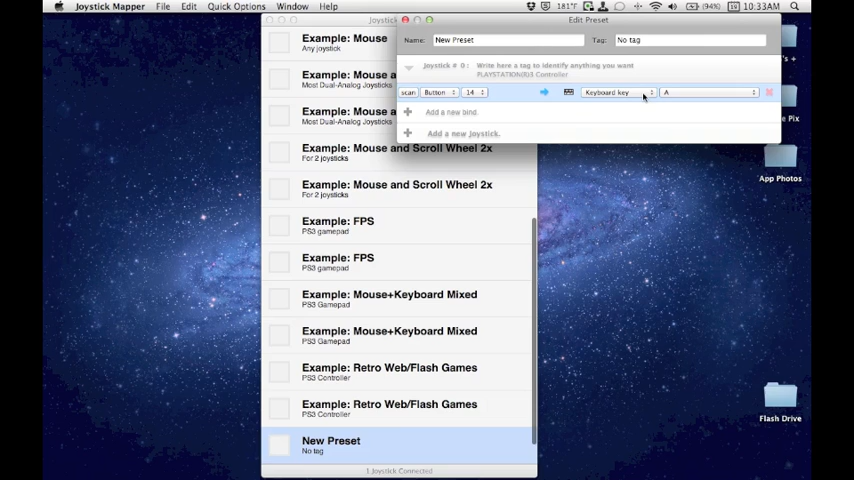 Joystick Mapper File Edit Quick Options Window Help 181°F (94%) 10:33AM
Joystick
Edit Preset
Name: New Preset Tag: No tag
Joystick # 0 : Write here a tag to identify anything you want
PLAYSTATION(R)3 Controller
scan Button 14 Keyboard key A
Add a new bind.
Add a new Joystick.
Example: Mouse
Any joystick
Example: Mouse a
Most Dual-Analog Joysticks
Example: Mouse a
Most Dual-Analog Joysticks
Example: Mouse and Scroll Wheel 2x
For 2 joysticks
Example: Mouse and Scroll Wheel 2x
For 2 joysticks
Example: FPS
PS3 gamepad
Example: FPS
PS3 gamepad
Example: Mouse+Keyboard Mixed
PS3 Gamepad
Example: Mouse+Keyboard Mixed
PS3 Gamepad
Example: Retro Web/Flash Games
PS3 Controller
Example: Retro Web/Flash Games
PS3 Controller
New Preset
No tag
1 Joystick Connected
's +
e Pix
App Photos
Flash Drive